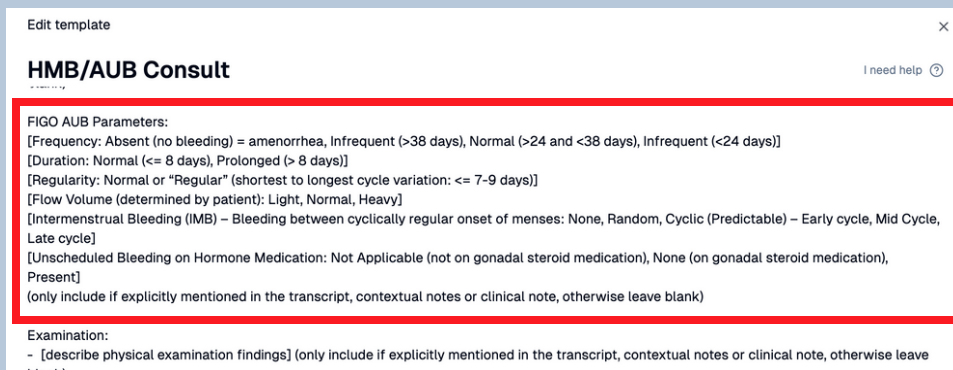 Edit template
×
HMB/AUB Consult
I need help ?
FIGO AUB Parameters:
[Frequency: Absent (no bleeding) = amenorrhea, Infrequent (>38 days), Normal (>24 and <38 days), Infrequent (<24 days)]
[Duration: Normal (<= 8 days), Prolonged (> 8 days)]
[Regularity: Normal or “Regular” (shortest to longest cycle variation: <= 7-9 days)]
[Flow Volume (determined by patient): Light, Normal, Heavy]
[Intermenstrual Bleeding (IMB) – Bleeding between cyclically regular onset of menses: None, Random, Cyclic (Predictable) – Early cycle, Mid Cycle,
Late cycle]
[Unscheduled Bleeding on Hormone Medication: Not Applicable (not on gonadal steroid medication), None (on gonadal steroid medication),
Present]
(only include if explicitly mentioned in the transcript, contextual notes or clinical note, otherwise leave blank)
Examination:
- [describe physical examination findings] (only include if explicitly mentioned in the transcript, contextual notes or clinical note, otherwise leave